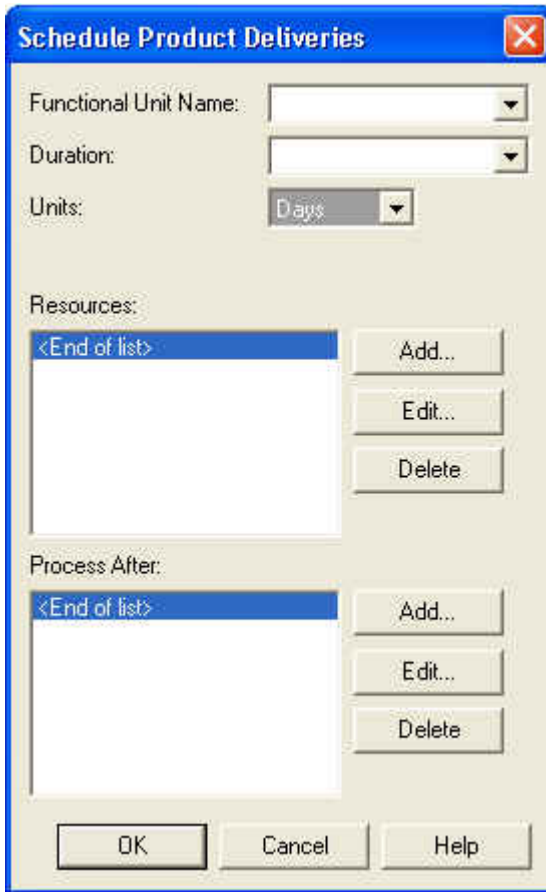 Schedule Product Deliveries
Functional Unit Name:
Duration:
Units:
Days
Resources:
<End of list>
Add...
Edit...
Delete
Process After:
<End of list>
Add...
Edit...
Delete
OK
Cancel
Help